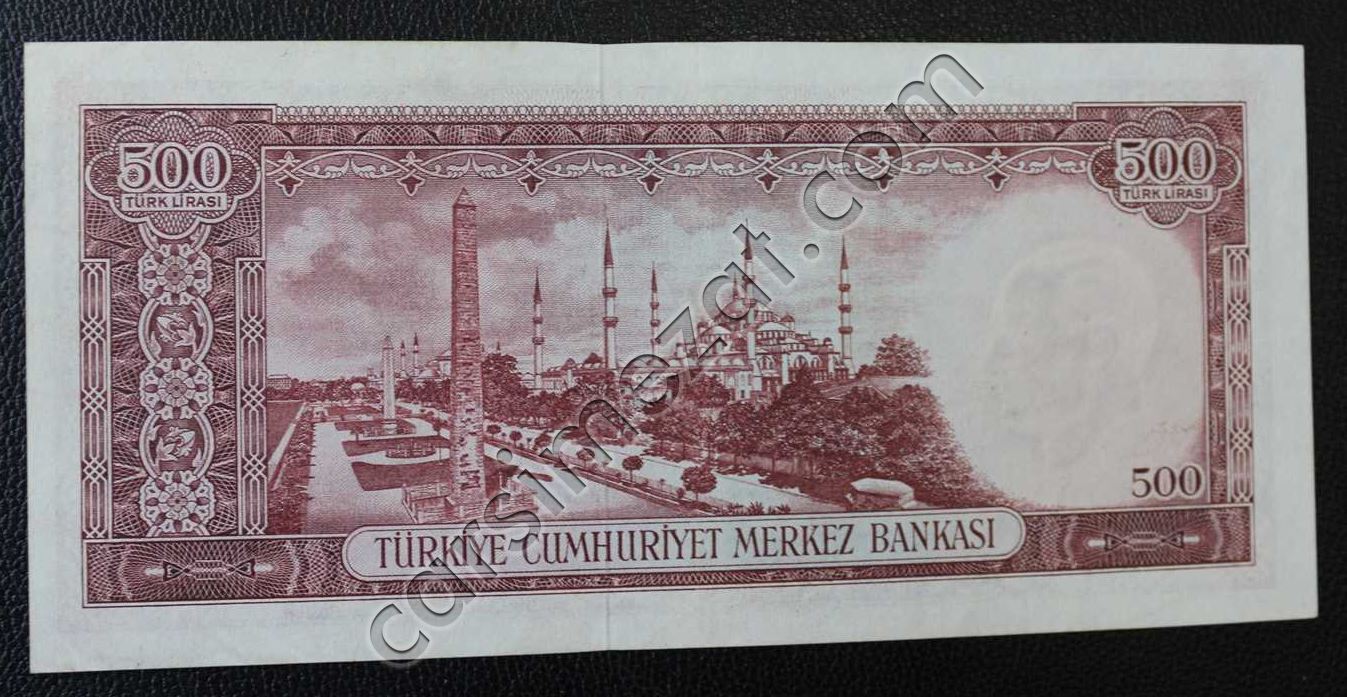 500
TÜRK LİRASI
500
TÜRK LİRASI
500
TÜRKİYE CUMHURİYET MERKEZ BANKASI
carsimezat.com